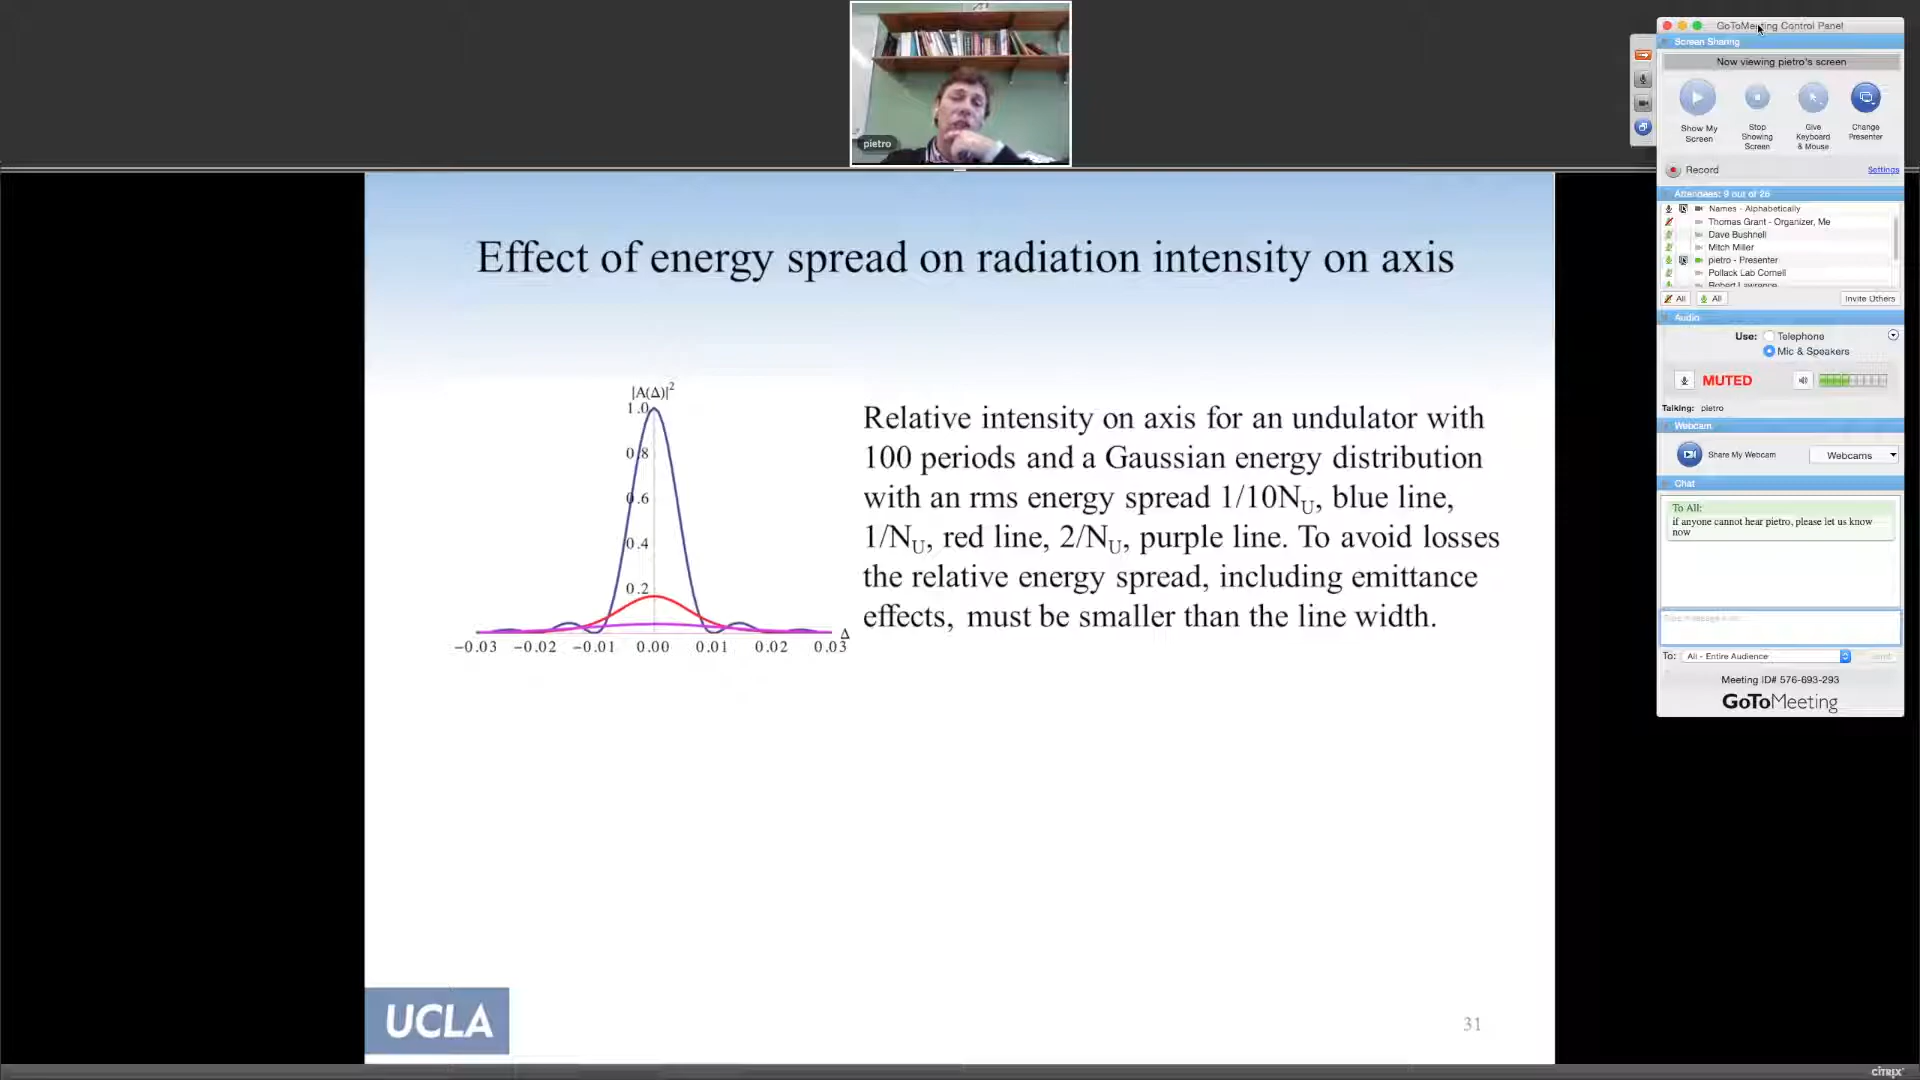 pietro
Effect of energy spread on radiation intensity on axis
|A(Δ)|²
1.0
0.8
0.6
0.4
0.2
Δ
−0.03 −0.02 −0.01 0.00 0.01 0.02 0.03
Relative intensity on axis for an undulator with
100 periods and a Gaussian energy distribution
with an rms energy spread 1/10N_U, blue line,
1/N_U, red line, 2/N_U, purple line. To avoid losses
the relative energy spread, including emittance
effects, must be smaller than the line width.
UCLA
31
GoToMeeting Control Panel
Screen Sharing
Now viewing pietro's screen
Show My Screen
Stop Showing Screen
Give Keyboard & Mouse
Change Presenter
Record
Settings
Attendees: 9 out of 26
Names - Alphabetically
Thomas Grant - Organizer, Me
Dave Bushnell
Mitch Miller
pietro - Presenter
Pollack Lab Cornell
Robert Lawrence
All
All
Invite Others
Audio
Use: Telephone
Mic & Speakers
MUTED
Talking: pietro
Webcam
Share My Webcam
Webcams
Chat
To All:
if anyone cannot hear pietro, please let us know
now
To: All - Entire Audience
Send
Meeting ID# 576-693-293
GoToMeeting
citrix